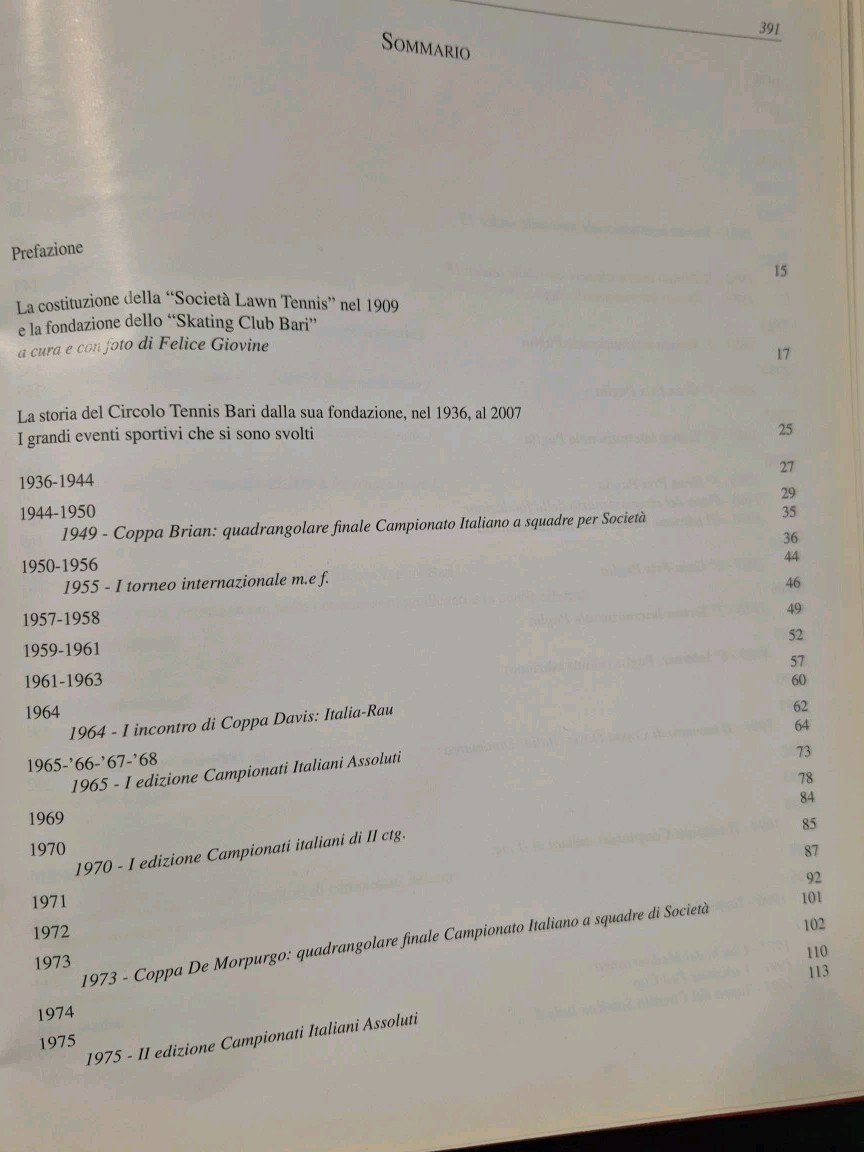 391
SOMMARIO
Prefazione 15
La costituzione della “Società Lawn Tennis” nel 1909
e la fondazione dello “Skating Club Bari”
a cura e con foto di Felice Giovine 17
La storia del Circolo Tennis Bari dalla sua fondazione, nel 1936, al 2007
I grandi eventi sportivi che si sono svolti 25
1936-1944 27
1944-1950 29
1949 - Coppa Brian: quadrangolare finale Campionato Italiano a squadre per Società 35
1950-1956 36
1955 - I torneo internazionale m.e f. 44
1957-1958 46
1959-1961 49
1961-1963 52
1964 57
1964 - I incontro di Coppa Davis: Italia-Rau 60
1965-’66-’67-’68 62
1965 - I edizione Campionati Italiani Assoluti 64
1969 73
1970 78
1970 - I edizione Campionati italiani di II ctg. 84
1971 85
1972 87
1973 92
1973 - Coppa De Morpurgo: quadrangolare finale Campionato Italiano a squadre di Società 101
1974 102
1975 110
1975 - II edizione Campionati Italiani Assoluti 113